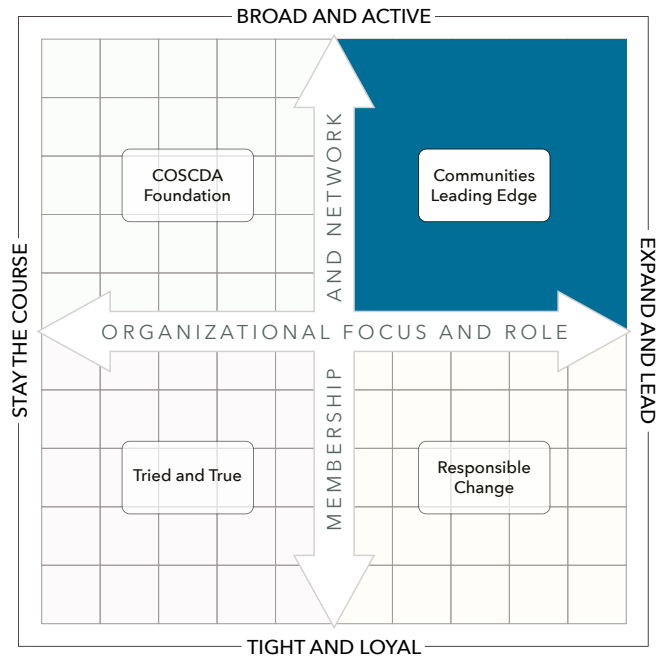 BROAD AND ACTIVE
COSCDA
Foundation
Communities
Leading Edge
STAY THE COURSE
MEMBERSHIP AND NETWORK
ORGANIZATIONAL FOCUS AND ROLE
EXPAND AND LEAD
Tried and True
Responsible
Change
TIGHT AND LOYAL